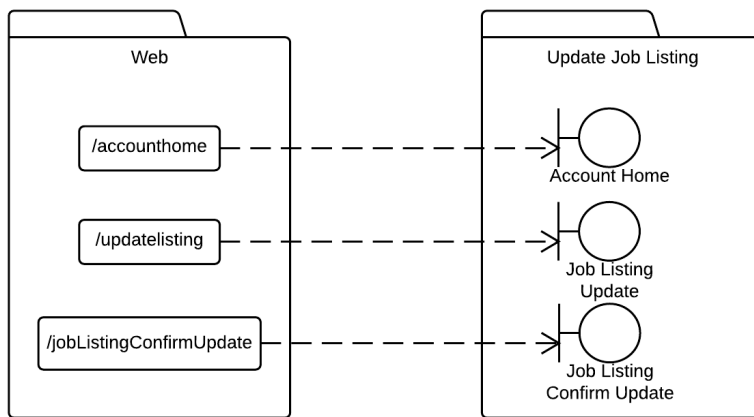 Web
Update Job Listing
/accounthome
Account Home
/updatelisting
Job Listing
Update
/jobListingConfirmUpdate
Job Listing
Confirm Update